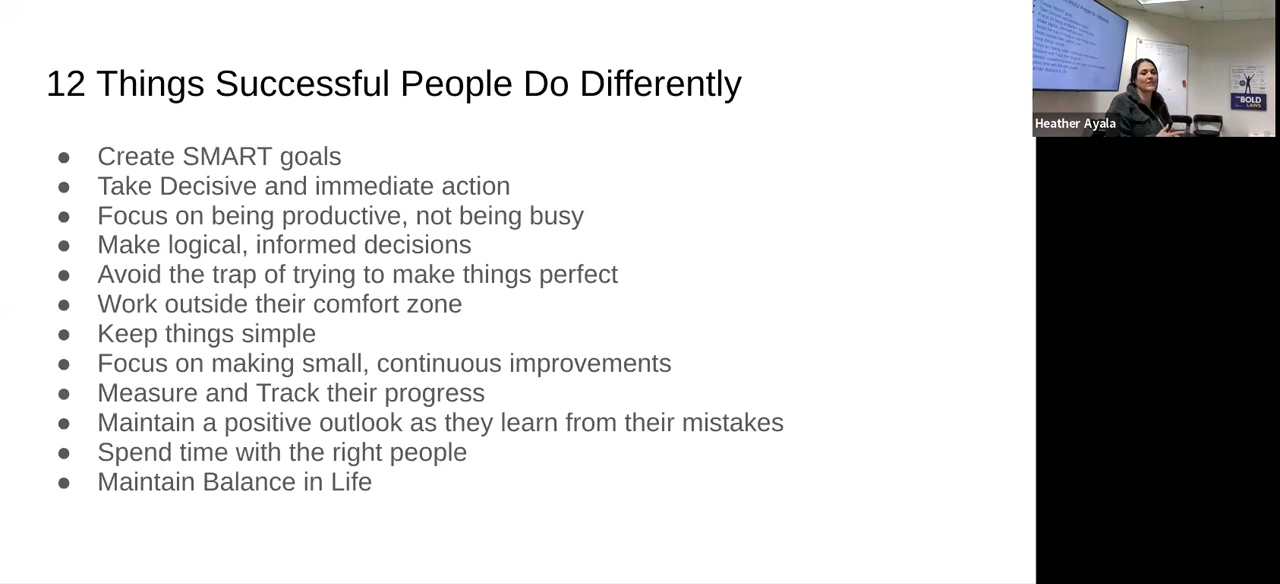 12 Things Successful People Do Differently
● Create SMART goals
● Take Decisive and immediate action
● Focus on being productive, not being busy
● Make logical, informed decisions
● Avoid the trap of trying to make things perfect
● Work outside their comfort zone
● Keep things simple
● Focus on making small, continuous improvements
● Measure and Track their progress
● Maintain a positive outlook as they learn from their mistakes
● Spend time with the right people
● Maintain Balance in Life
Heather Ayala
BOLD
LAWS